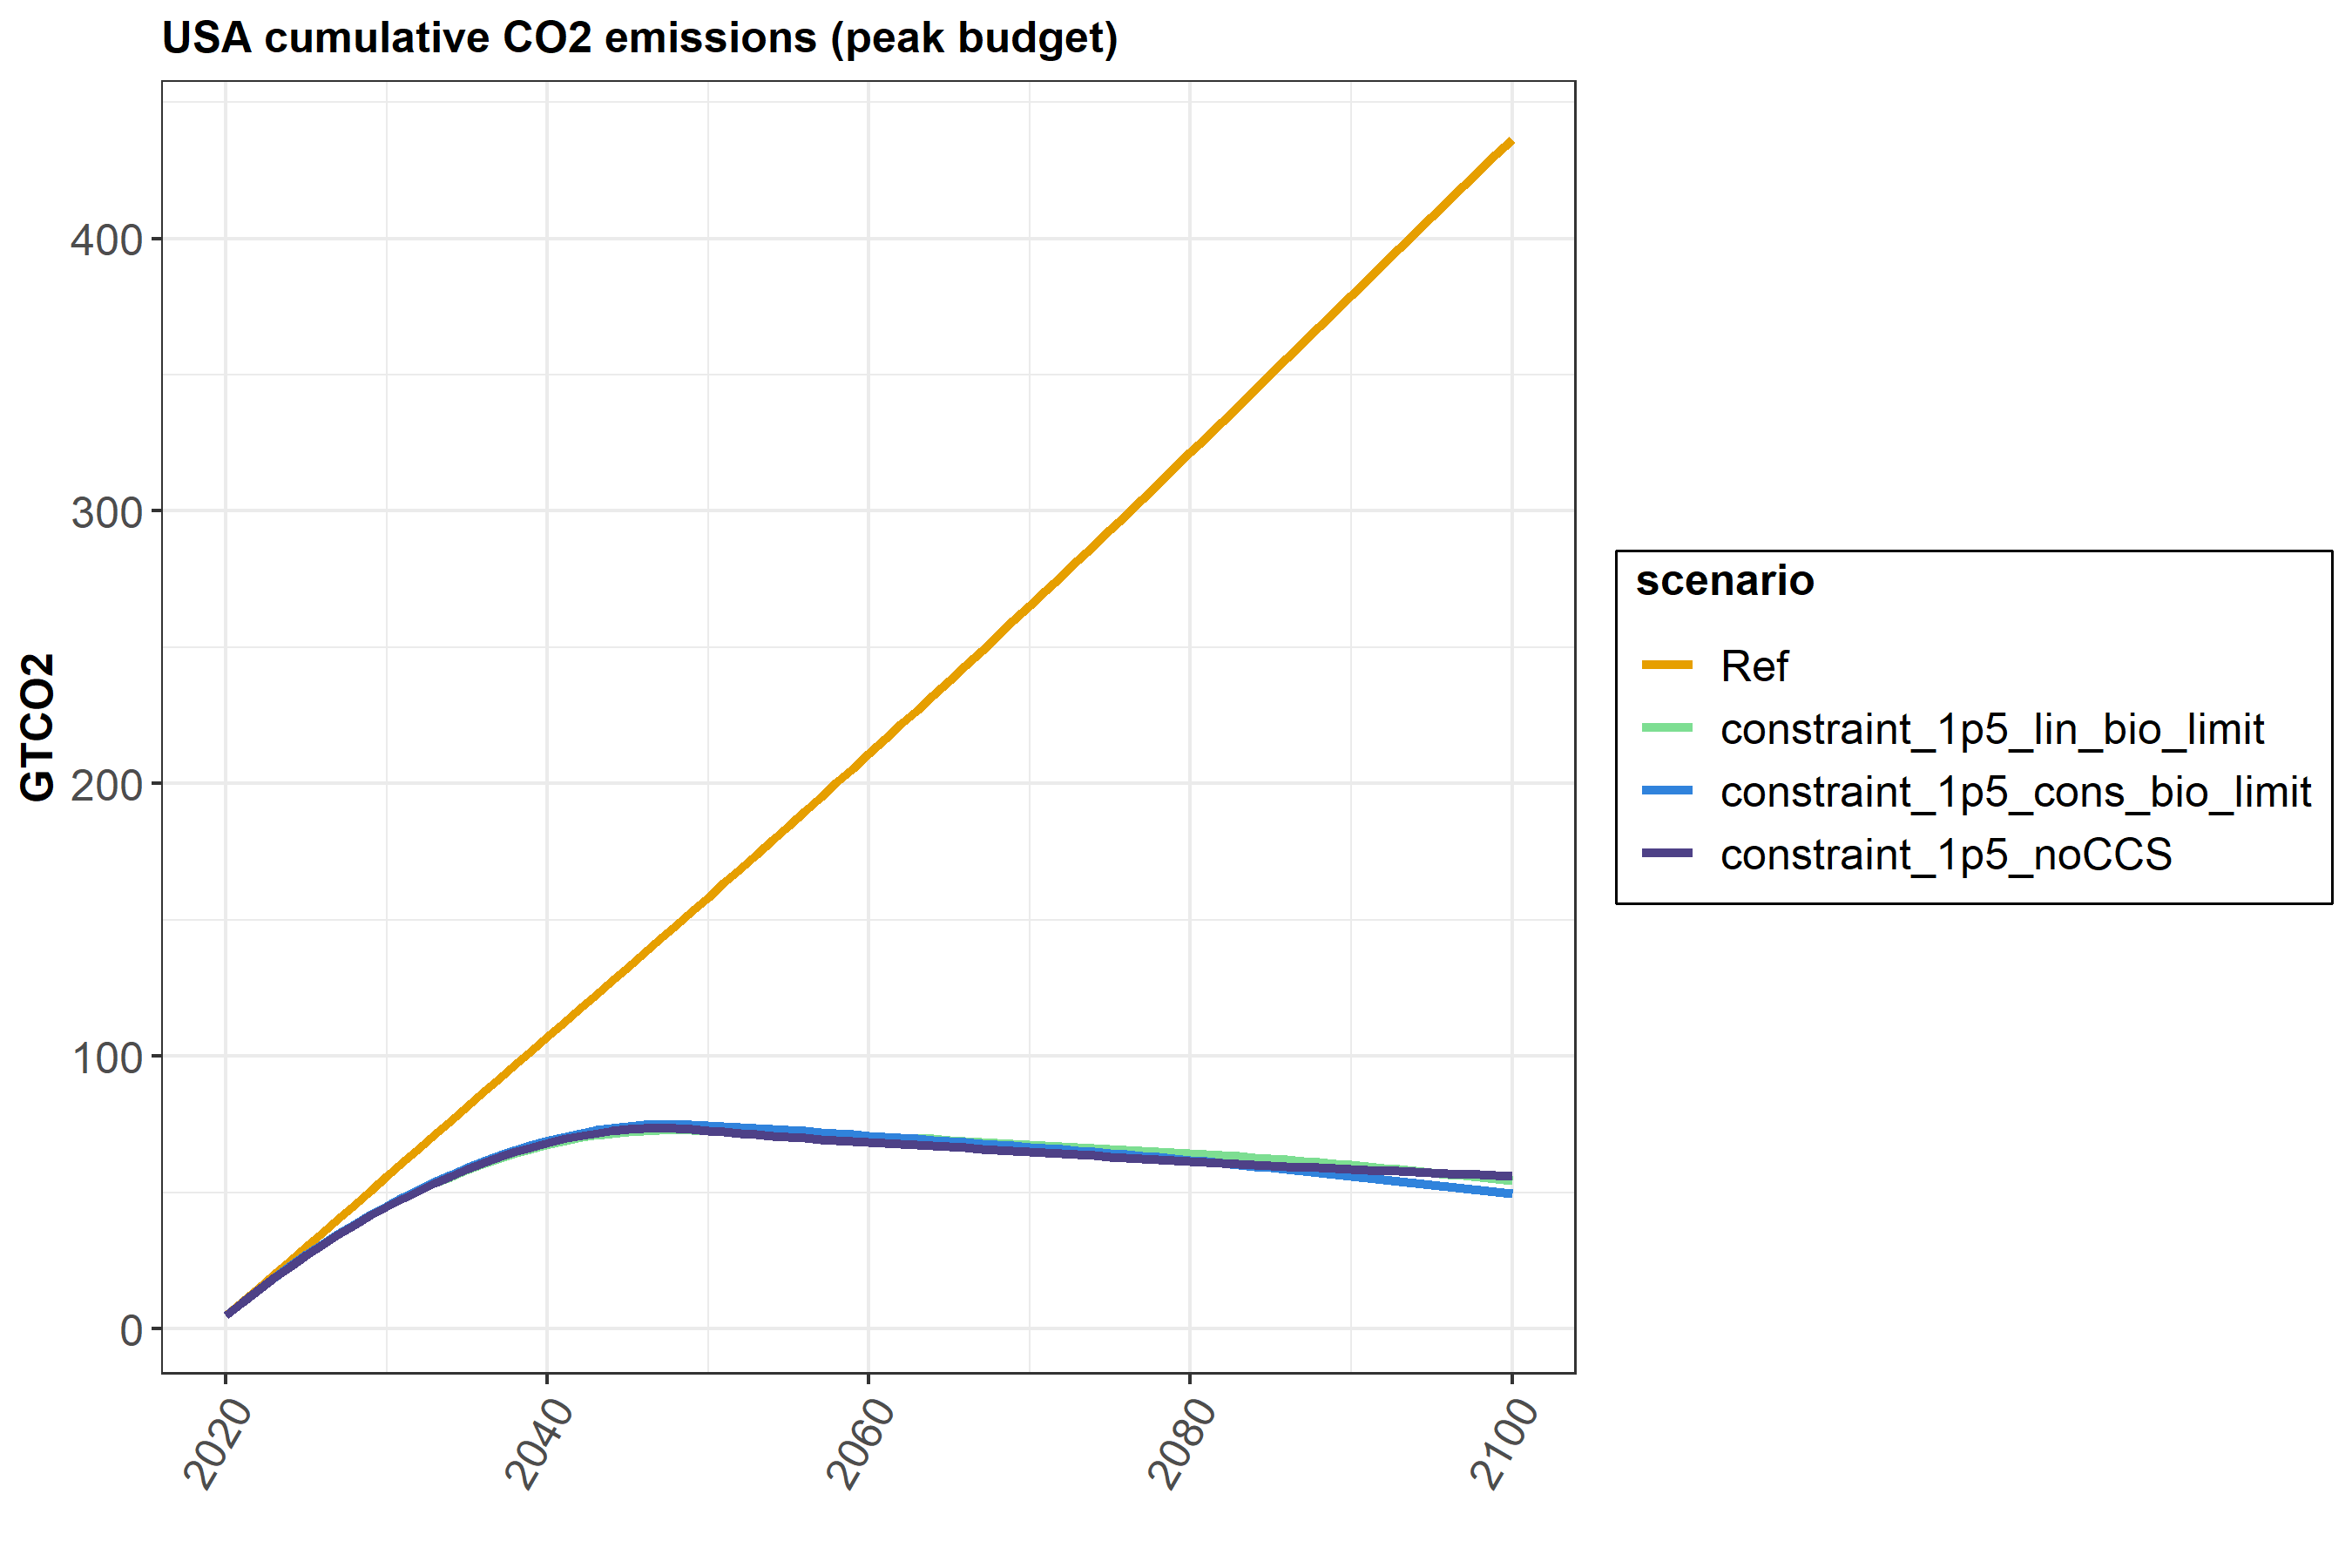 USA cumulative CO2 emissions (peak budget)
GTCO2
400
300
200
100
0
2020
2040
2060
2080
2100
scenario
Ref
constraint_1p5_lin_bio_limit
constraint_1p5_cons_bio_limit
constraint_1p5_noCCS